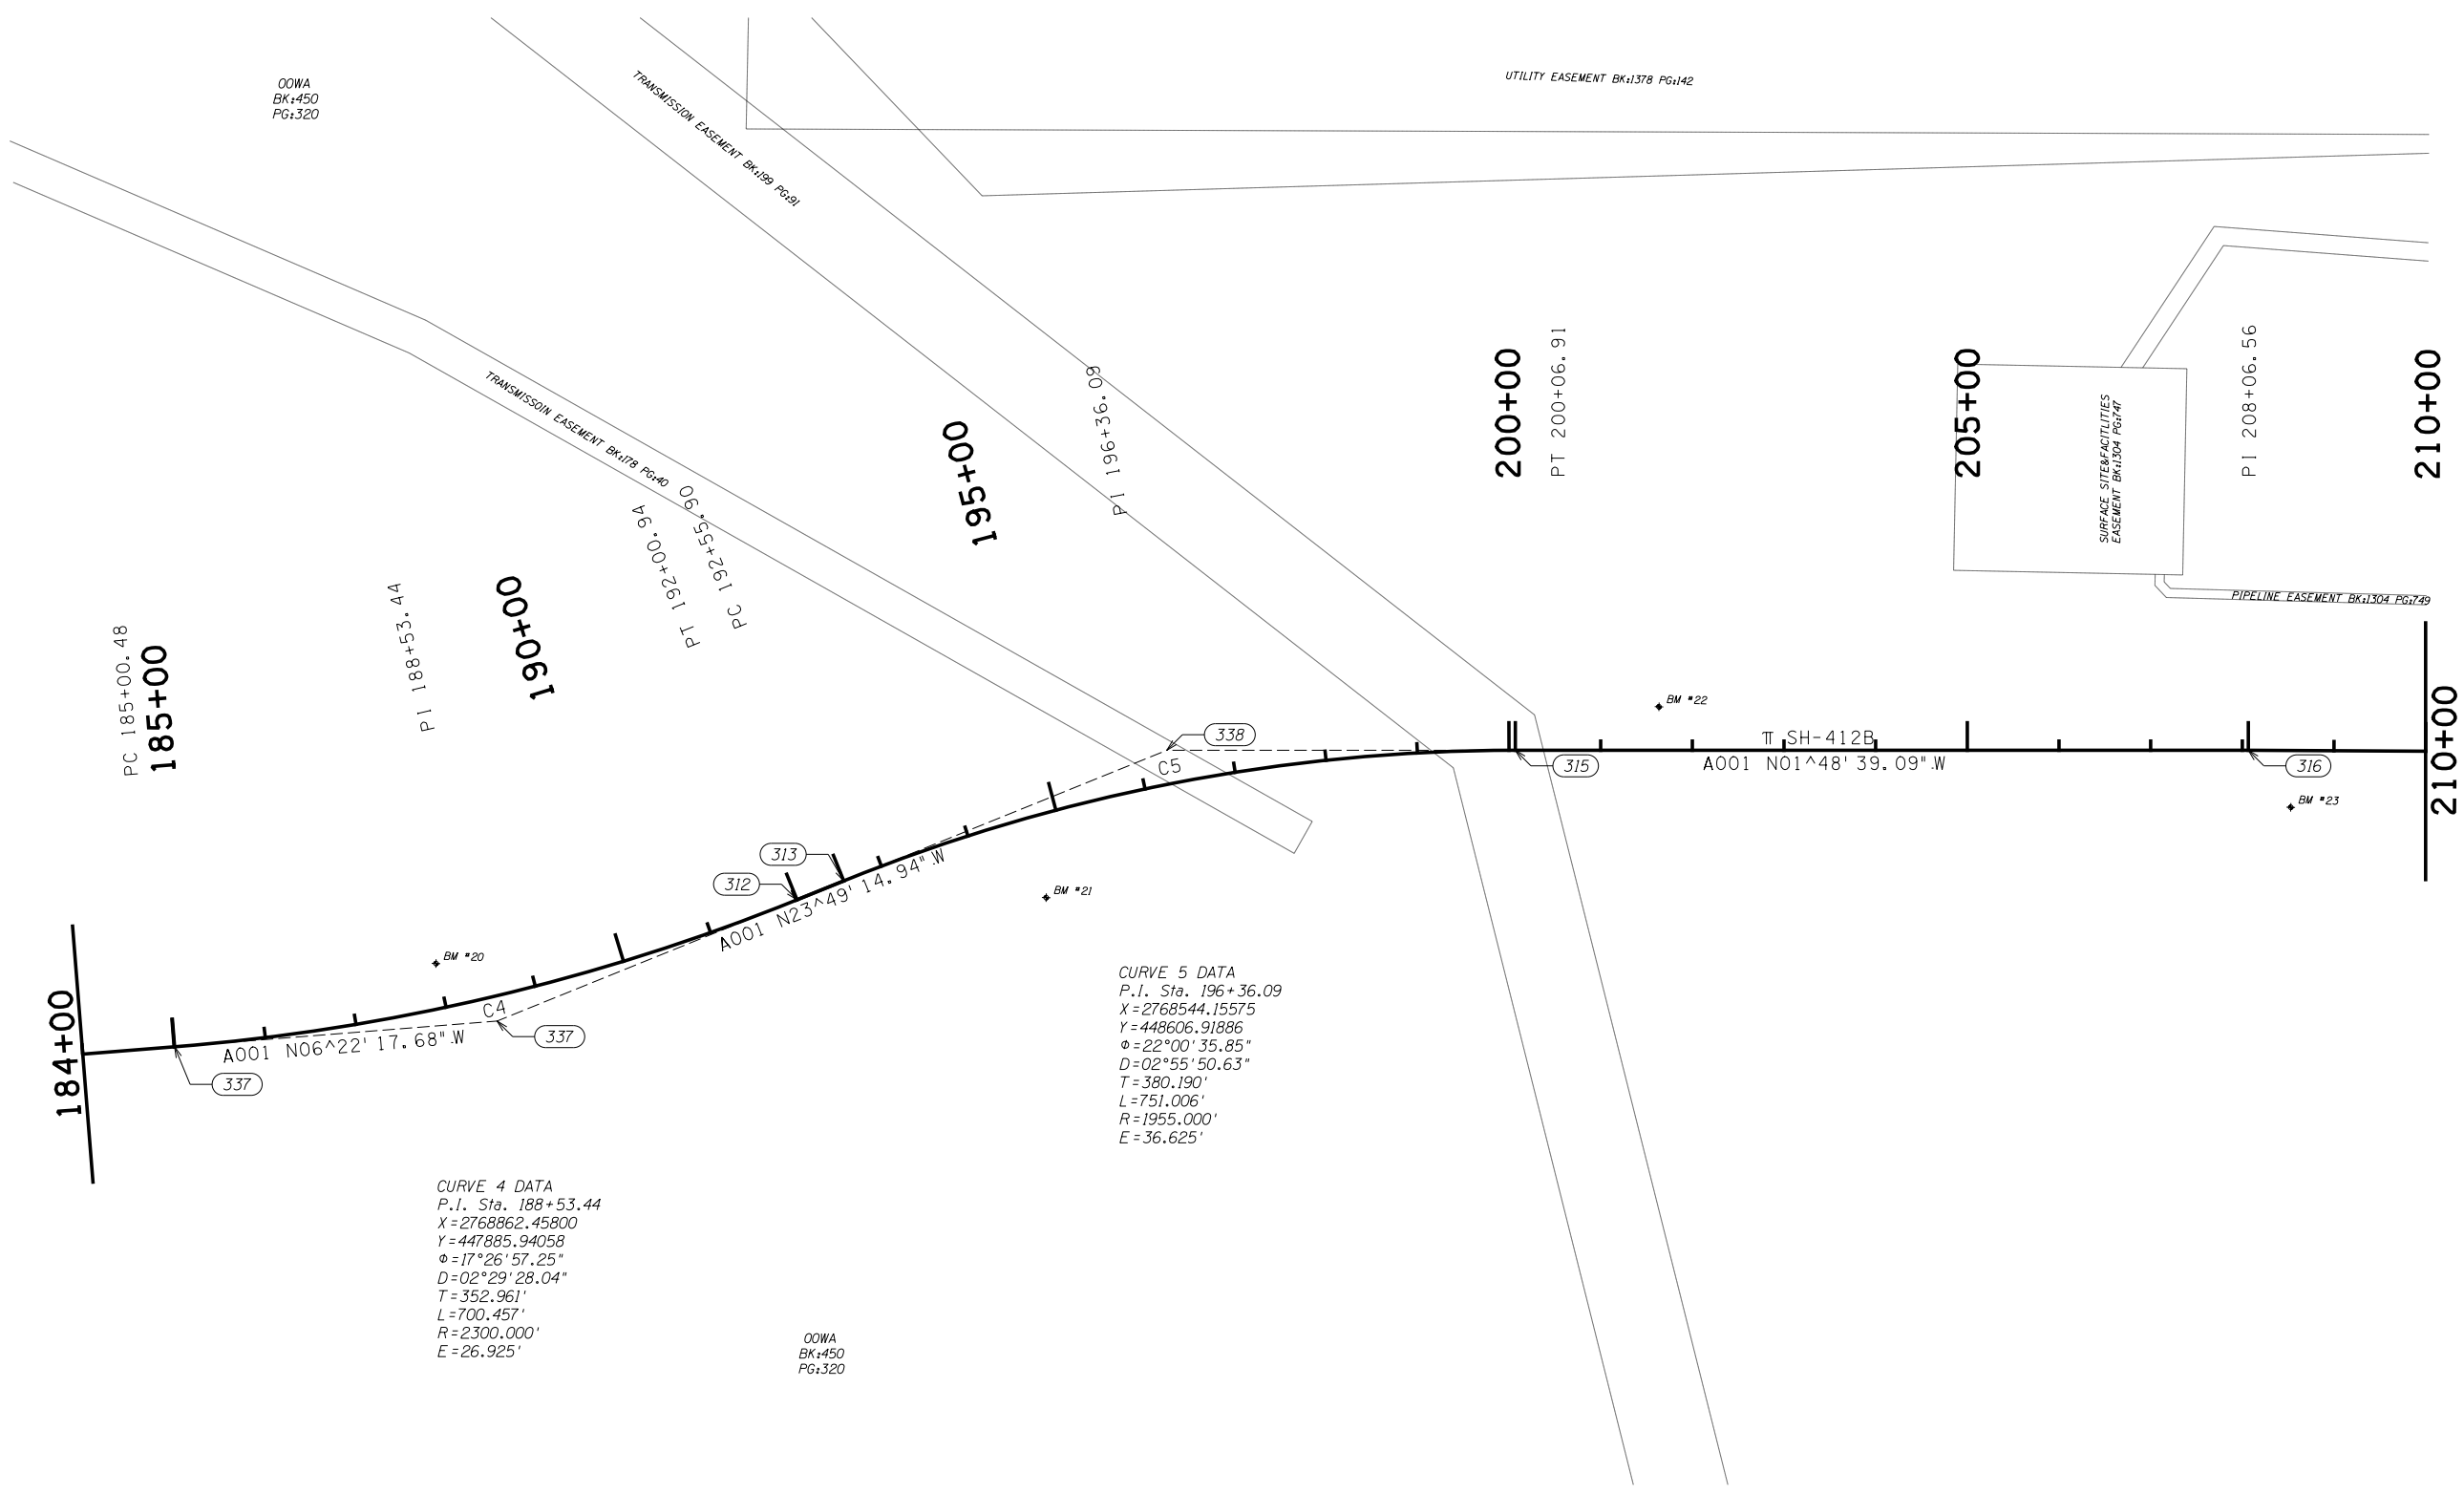 OOWA
BK:450
PG:320
UTILITY EASEMENT BK:1378 PG:142
TRANSMISSION EASEMENT BK:199 PG:91
TRANSMISSOIN EASEMENT BK:178 PG:40
PC 185+00.48
185+00
PI 188+53.44
190+00
PT 192+00.94
PC 192+55.90
195+00
PI 196+36.09
200+00
PT 200+06.91
205+00
SURFACE SITE&FACITLITIES
EASEMENT BK:1304 PG:747
PI 208+06.56
210+00
PIPELINE EASEMENT BK:1304 PG:749
BM #22
338
π SH-412B
315
A001 N01^48'39.09" W
316
210+00
BM #23
313
312
A001 N23^49'14.94" W
C5
BM #21
BM #20
184+00
C4
337
A001 N06^22'17.68" W
337
CURVE 5 DATA
P.I. Sta. 196+36.09
X=2768544.15575
Y=448606.91886
Φ=22°00'35.85"
D=02°55'50.63"
T=380.190'
L=751.006'
R=1955.000'
E=36.625'
CURVE 4 DATA
P.I. Sta. 188+53.44
X=2768862.45800
Y=447885.94058
Φ=17°26'57.25"
D=02°29'28.04"
T=352.961'
L=700.457'
R=2300.000'
E=26.925'
OOWA
BK:450
PG:320